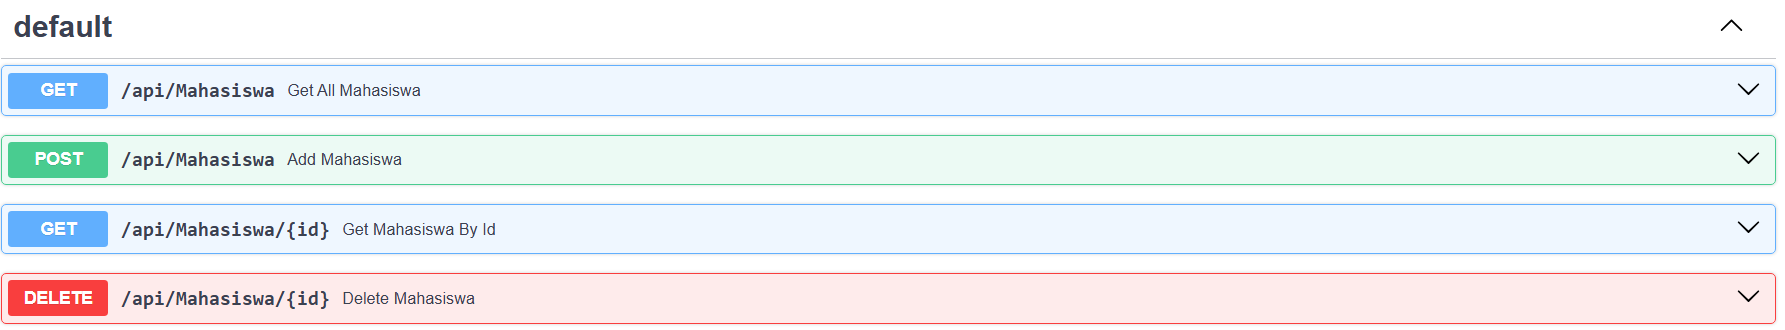 default
GET /api/Mahasiswa Get All Mahasiswa
POST /api/Mahasiswa Add Mahasiswa
GET /api/Mahasiswa/{id} Get Mahasiswa By Id
DELETE /api/Mahasiswa/{id} Delete Mahasiswa